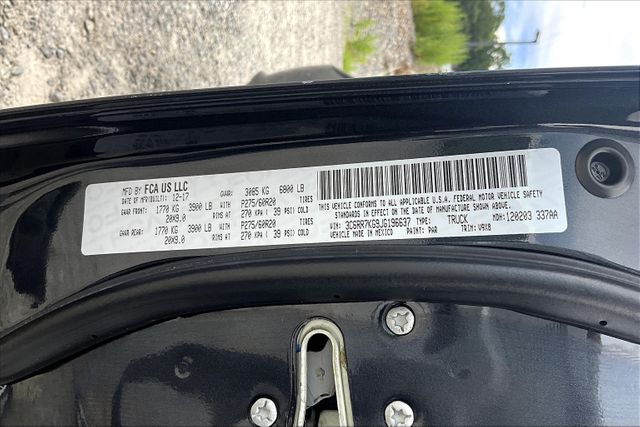 MFD BY FCA US LLC GVWR: 3085 KG 6800 LB
DATE OF MFR(BUILT): 12-17
GAWR FRONT: 1770 KG 3900 LB WITH P275/60R20 TIRES
20X9.0 RIMS AT 270 KPA ( 39 PSI) COLD
GAWR REAR: 1770 KG 3900 LB WITH P275/60R20 TIRES
20X9.0 RIMS AT 270 KPA ( 39 PSI) COLD
THIS VEHICLE CONFORMS TO ALL APPLICABLE U.S.A. FEDERAL MOTOR VEHICLE SAFETY
STANDARDS IN EFFECT ON THE DATE OF MANUFACTURE SHOWN ABOVE.
VIN: 3C6RR7KG9JG196637 TYPE: TRUCK MDH:120203 337AA
VEHICLE MADE IN MEXICO PAINT: PAR TRIM: V9X8